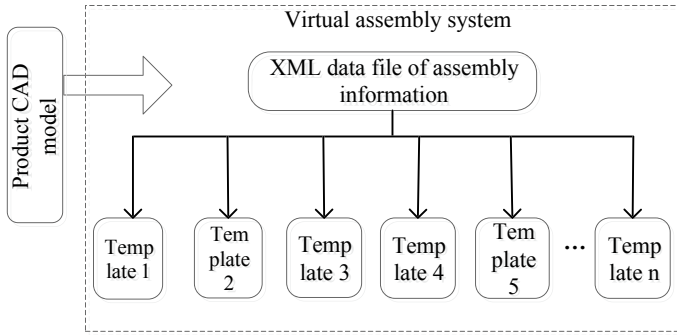 Virtual assembly system
Product CAD
model
XML data file of assembly
information
Temp
late 1
Tem
plate
2
Temp
late 3
Temp
late 4
Tem
plate
5
...
Temp
late n